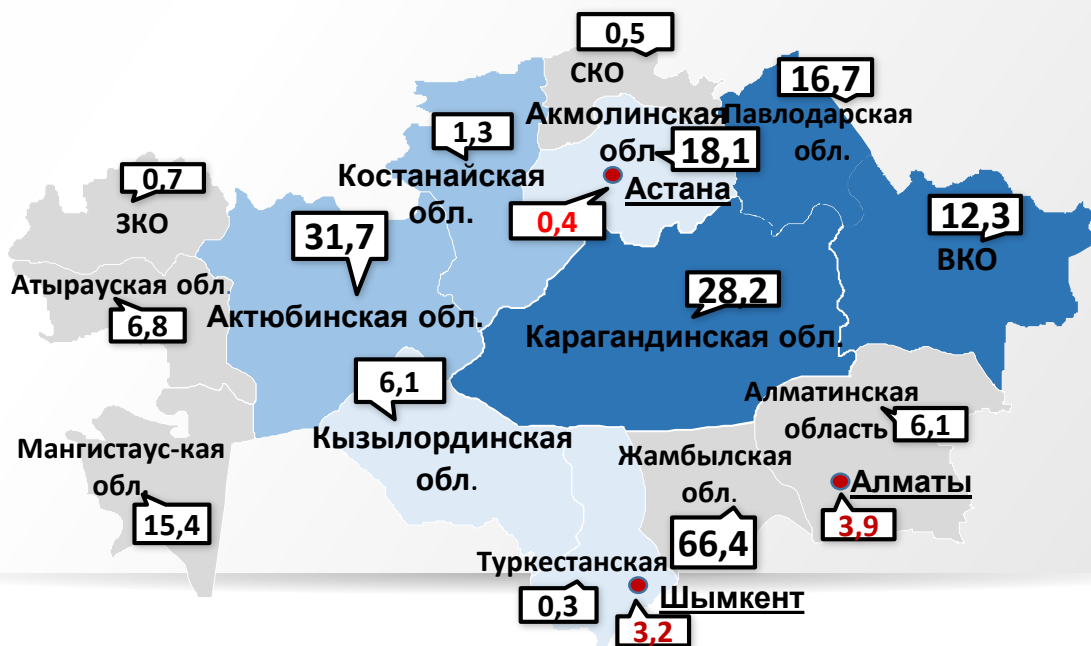 0,5
СКО
16,7
Павлодарская
обл.
Акмолинская
обл
18,1
1,3
Костанайская
обл.
Астана
0,4
0,7
ЗКО
31,7
Актюбинская обл.
12,3
ВКО
Атырауская обл.
6,8
28,2
Карагандинская обл.
6,1
Кызылординская
обл.
Алматинская
область
6,1
Мангистаус-кая
обл.
15,4
Жамбылская
обл.
66,4
Алматы
3,9
Туркестанская
0,3
Шымкент
3,2